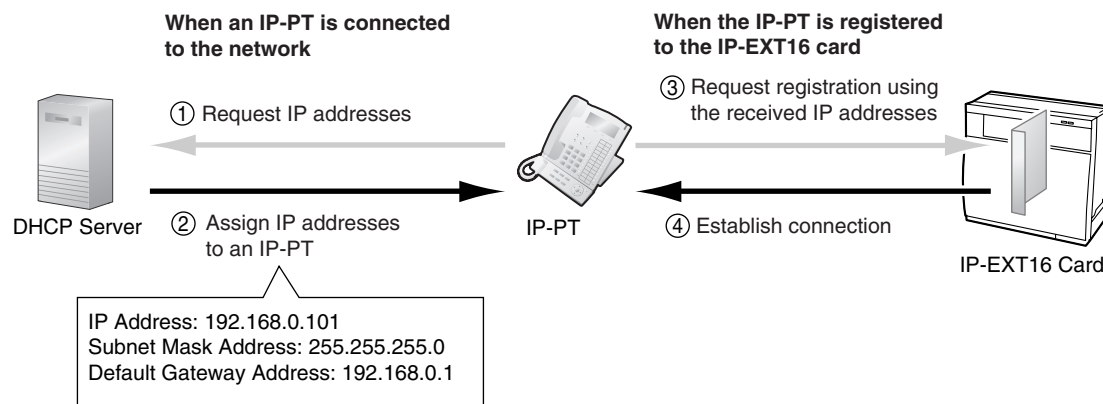 When an IP-PT is connected
to the network
When the IP-PT is registered
to the IP-EXT16 card
① Request IP addresses
③ Request registration using
the received IP addresses
DHCP Server
② Assign IP addresses
to an IP-PT
IP-PT
④ Establish connection
IP-EXT16 Card
IP Address: 192.168.0.101
Subnet Mask Address: 255.255.255.0
Default Gateway Address: 192.168.0.1